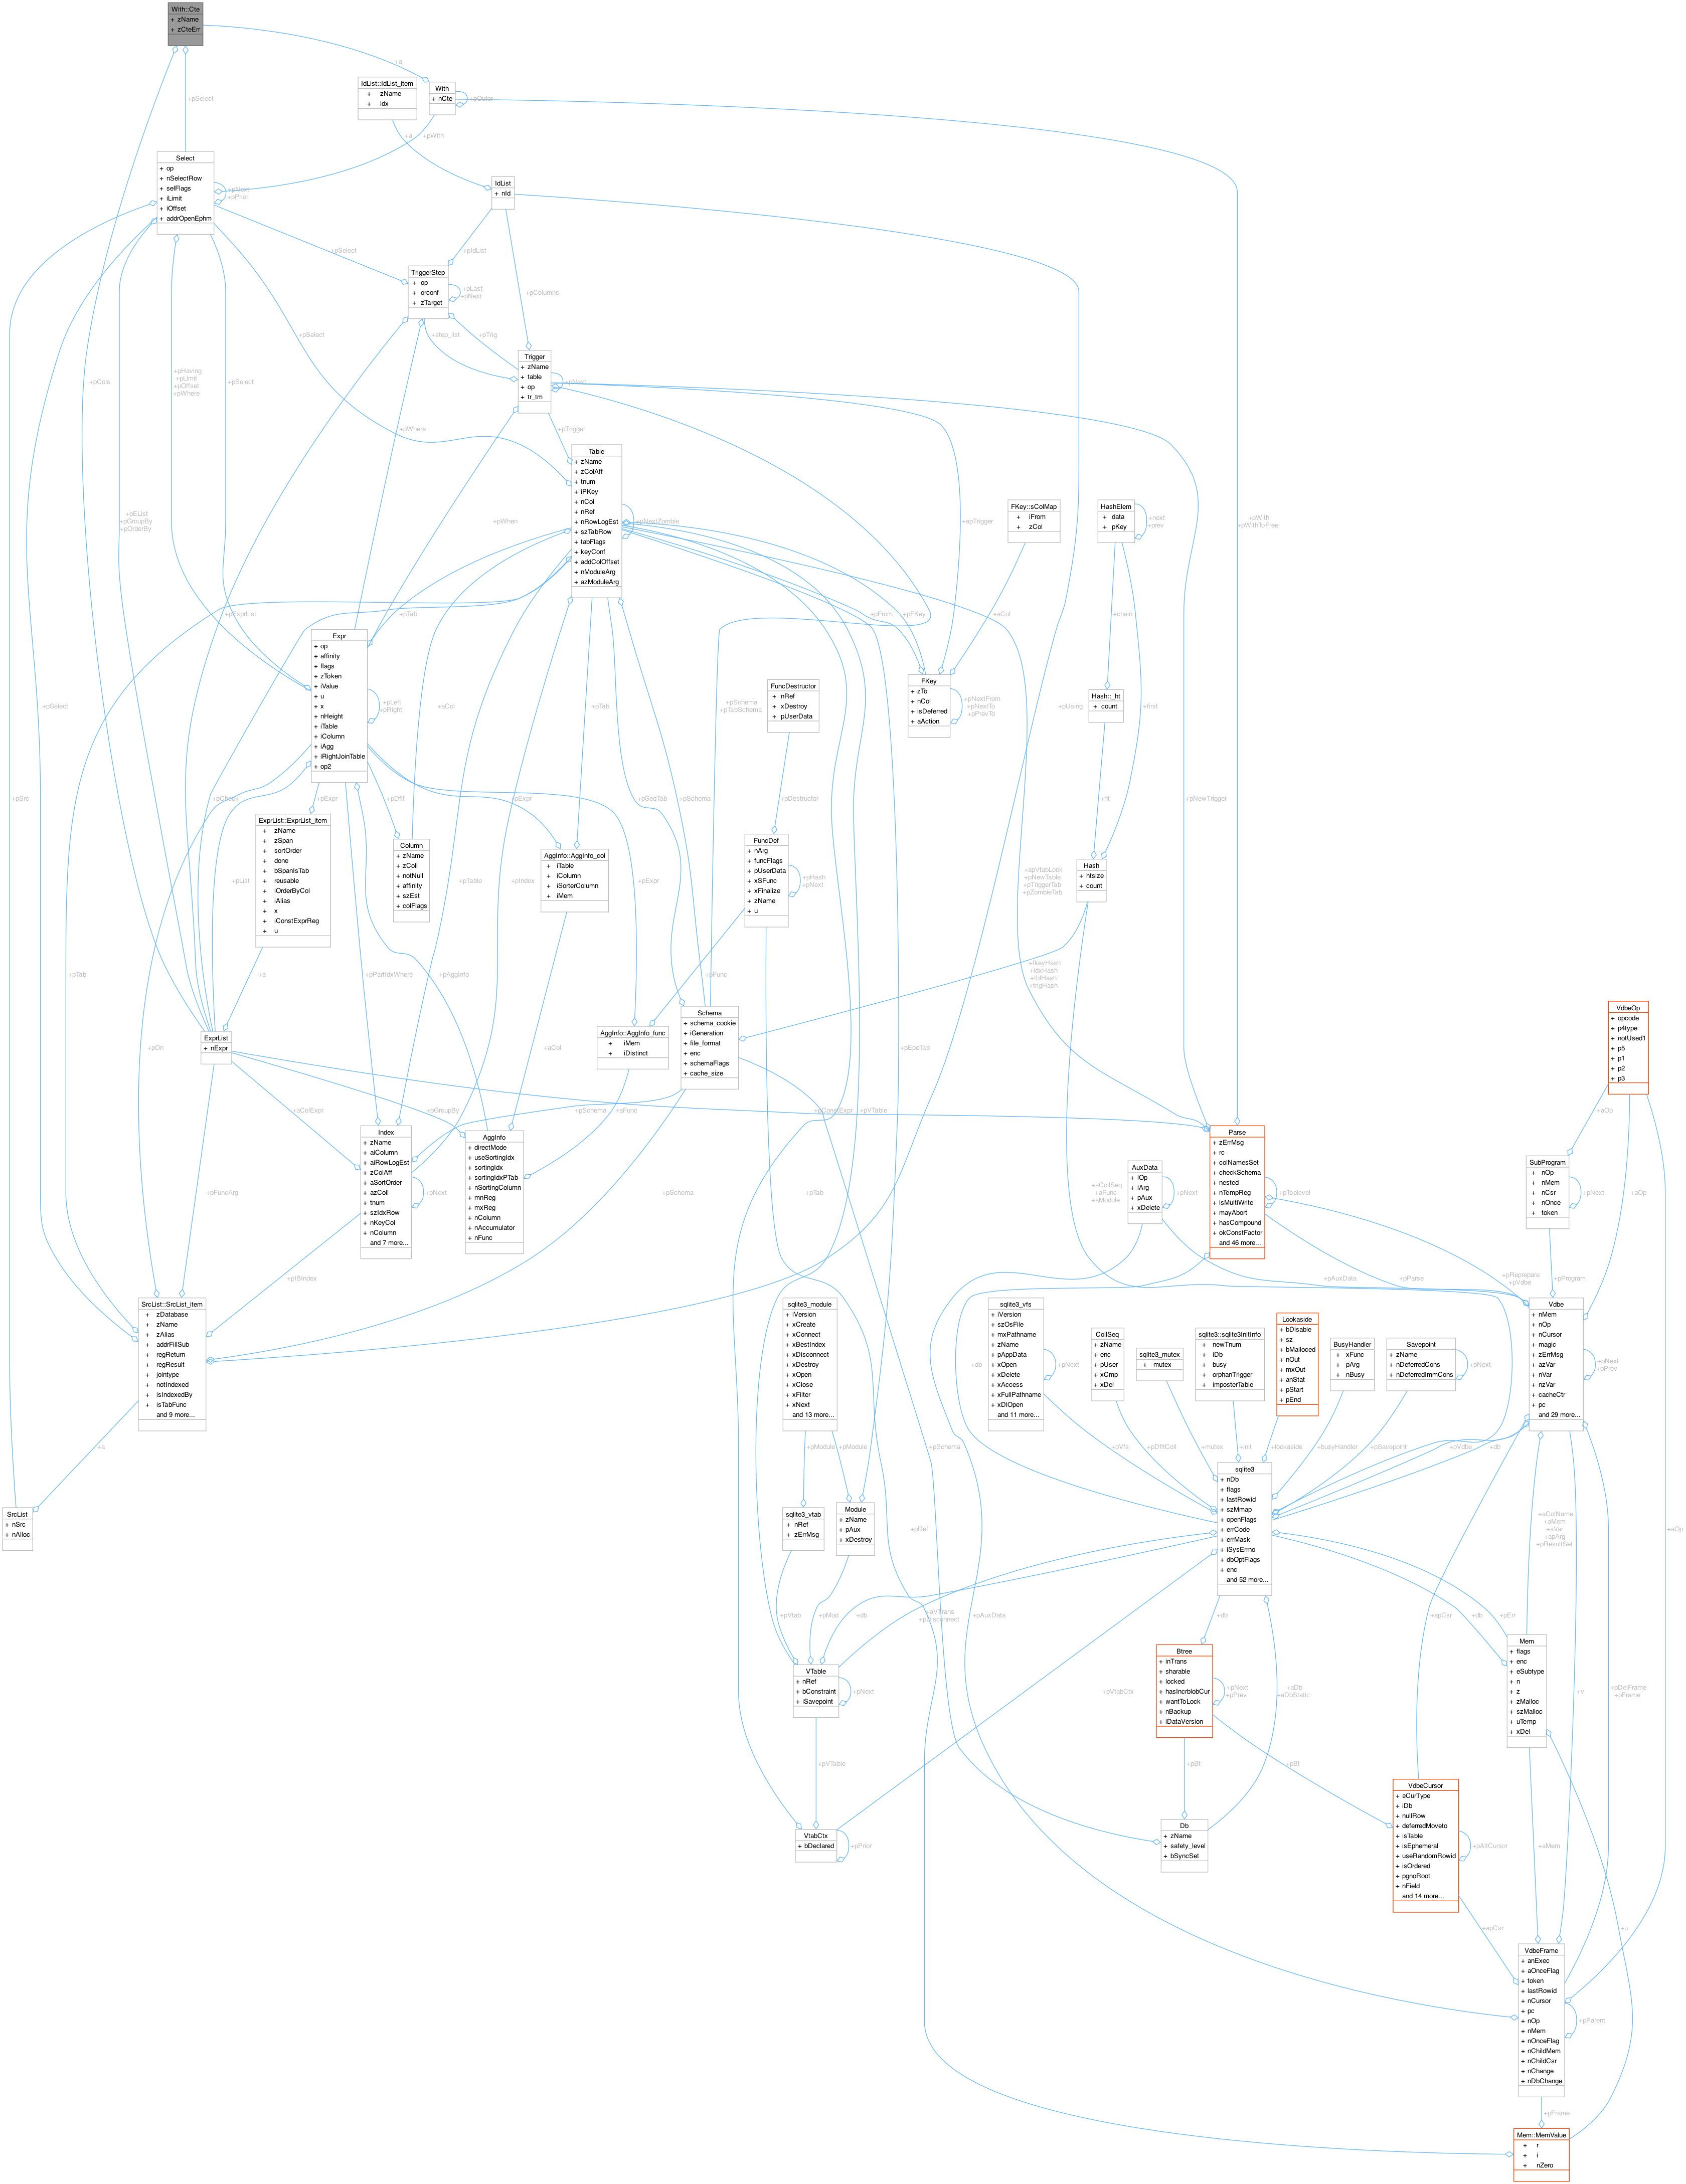 With::Cte
+ zName
+ zCteErr
+a
IdList::IdList_item
+ zName
+ idx
With
+ nCte
+pOuter
+pSelect
+a
+pWith
Select
+ op
+ nSelectRow
+ selFlags
+ iLimit
+ iOffset
+ addrOpenEphm
+pNext
+pPrior
IdList
+ nId
+pSelect
+pIdList
TriggerStep
+ op
+ orconf
+ zTarget
+pLast
+pNext
+pColumns
+pSelect
+step_list
+pTrig
Trigger
+ zName
+ table
+ op
+ tr_tm
+pNext
+pCols
+pHaving
+pLimit
+pOffset
+pWhere
+pSelect
+pWhere
+pTrigger
Table
+ zName
+ zColAff
+ tnum
+ iPKey
+ nCol
+ nRef
+ nRowLogEst
+ szTabRow
+ tabFlags
+ keyConf
+ addColOffset
+ nModuleArg
+ azModuleArg
+pNextZombie
+pEList
+pGroupBy
+pOrderBy
+pWhen
+apTrigger
+pWith
+pWithToFree
FKey::sColMap
+ iFrom
+ zCol
HashElem
+ data
+ pKey
+next
+prev
+pExprList
+pTab
+pFrom
+pFKey
+aCol
+chain
Expr
+ op
+ affinity
+ flags
+ zToken
+ iValue
+ u
+ x
+ nHeight
+ iTable
+ iColumn
+ iAgg
+ iRightJoinTable
+ op2
+pLeft
+pRight
+pSelect
+aCol
+pTab
+pSchema
+pTabSchema
FuncDestructor
+ nRef
+ xDestroy
+ pUserData
FKey
+ zTo
+ nCol
+ isDeferred
+ aAction
+pNextFrom
+pNextTo
+pPrevTo
+pUsing
Hash::_ht
+ count
+first
+pSrc
+pCheck
+pExpr
+pDflt
+pExpr
+pSeqTab
+pSchema
+pDestructor
+ht
+pNewTrigger
ExprList::ExprList_item
+ zName
+ zSpan
+ sortOrder
+ done
+ bSpanIsTab
+ reusable
+ iOrderByCol
+ iAlias
+ x
+ iConstExprReg
+ u
Column
+ zName
+ zColl
+ notNull
+ affinity
+ szEst
+ colFlags
AggInfo::AggInfo_col
+ iTable
+ iColumn
+ iSorterColumn
+ iMem
FuncDef
+ nArg
+ funcFlags
+ pUserData
+ xSFunc
+ xFinalize
+ zName
+ u
+pHash
+pNext
Hash
+ htsize
+ count
+apVtabLock
+pNewTable
+pTriggerTab
+pZombieTab
+pList
+pTable
+pIndex
+pExpr
+pTab
+a
+pPartIdxWhere
+pAggInfo
+pFunc
+fkeyHash
+idxHash
+tblHash
+trigHash
Schema
+ schema_cookie
+ iGeneration
+ file_format
+ enc
+ schemaFlags
+ cache_size
VdbeOp
+ opcode
+ p4type
+ notUsed1
+ p5
+ p1
+ p2
+ p3
ExprList
+ nExpr
+pOn
+aCol
AggInfo::AggInfo_func
+ iMem
+ iDistinct
+pEpoTab
+aColExpr
+pGroupBy
+pSchema
+aFunc
+pConstExpr
+pVTable
+aOp
Index
+ zName
+ aiColumn
+ aiRowLogEst
+ zColAff
+ aSortOrder
+ azColl
+ tnum
+ szIdxRow
+ nKeyCol
+ nColumn
and 7 more...
+pNext
AggInfo
+ directMode
+ useSortingIdx
+ sortingIdx
+ sortingIdxPTab
+ nSortingColumn
+ mnReg
+ mxReg
+ nColumn
+ nAccumulator
+ nFunc
Parse
+ zErrMsg
+ rc
+ colNamesSet
+ checkSchema
+ nested
+ nTempReg
+ isMultiWrite
+ mayAbort
+ hasCompound
+ okConstFactor
and 46 more...
+pToplevel
AuxData
+ iOp
+ iArg
+ pAux
+ xDelete
+pNext
SubProgram
+ nOp
+ nMem
+ nCsr
+ nOnce
+ token
+pNext
+aOp
+pFuncArg
+pSchema
+pTab
+aCollSeq
+aFunc
+aModule
+pIBIndex
+pAuxData
+pParse
+pReprepare
+pVdbe
+pProgram
SrcList::SrcList_item
+ zDatabase
+ zName
+ zAlias
+ addrFillSub
+ regReturn
+ regResult
+ jointype
+ notIndexed
+ isIndexedBy
+ isTabFunc
and 9 more...
sqlite3_module
+ iVersion
+ xCreate
+ xConnect
+ xBestIndex
+ xDisconnect
+ xDestroy
+ xOpen
+ xClose
+ xFilter
+ xNext
and 13 more...
+db
sqlite3_vfs
+ iVersion
+ szOsFile
+ mxPathname
+ zName
+ pAppData
+ xOpen
+ xDelete
+ xAccess
+ xFullPathname
+ xDlOpen
and 11 more...
+pNext
CollSeq
+ zName
+ enc
+ pUser
+ xCmp
+ xDel
sqlite3_mutex
+ mutex
sqlite3::sqlite3InitInfo
+ newTnum
+ iDb
+ busy
+ orphanTrigger
+ imposterTable
Lookaside
+ bDisable
+ sz
+ bMalloced
+ nOut
+ mxOut
+ anStat
+ pStart
+ pEnd
BusyHandler
+ xFunc
+ pArg
+ nBusy
Savepoint
+ zName
+ nDeferredCons
+ nDeferredImmCons
+pNext
Vdbe
+ nMem
+ nOp
+ nCursor
+ magic
+ zErrMsg
+ azVar
+ nVar
+ nzVar
+ cacheCtr
+ pc
and 29 more...
+pNext
+pPrev
+a
+pModule
+pModule
+pSchema
+pVfs
+pDfltColl
+mutex
+init
+lookaside
+busyHandler
+pSavepoint
+pVdbe
+db
SrcList
+ nSrc
+ nAlloc
sqlite3_vtab
+ nRef
+ zErrMsg
Module
+ zName
+ pAux
+ xDestroy
sqlite3
+ nDb
+ flags
+ lastRowid
+ szMmap
+ openFlags
+ errCode
+ errMask
+ iSysErrno
+ dbOptFlags
+ enc
and 52 more...
+pDef
+aColName
+aMem
+aVar
+apArg
+pResultSet
+aOp
+pVtab
+pMod
+db
+aVTrans
+pDisconnect
+pAuxData
+db
+apCsr
+db
+pErr
+a
VTable
+ nRef
+ bConstraint
+ iSavepoint
+pNext
Btree
+ inTrans
+ sharable
+ locked
+ hasIncrblobCur
+ wantToLock
+ nBackup
+ iDataVersion
+pNext
+pPrev
+pVtabCtx
+aDb
+aDbStatic
Mem
+ flags
+ enc
+ eSubtype
+ n
+ z
+ zMalloc
+ szMalloc
+ uTemp
+ xDel
+pDelFrame
+pFrame
+pVTable
+pBt
+pBt
VtabCtx
+ bDeclared
+pPrior
Db
+ zName
+ safety_level
+ bSyncSet
VdbeCursor
+ eCurType
+ iDb
+ nullRow
+ deferredMoveto
+ isTable
+ isEphemeral
+ useRandomRowid
+ isOrdered
+ pgnoRoot
+ nField
and 14 more...
+pAltCursor
+aMem
+apCsr
+u
VdbeFrame
+ anExec
+ aOnceFlag
+ token
+ lastRowid
+ nCursor
+ pc
+ nOp
+ nMem
+ nOnceFlag
+ nChildMem
+ nChildCsr
+ nChange
+ nDbChange
+pParent
+pFrame
Mem::MemValue
+ r
+ i
+ nZero